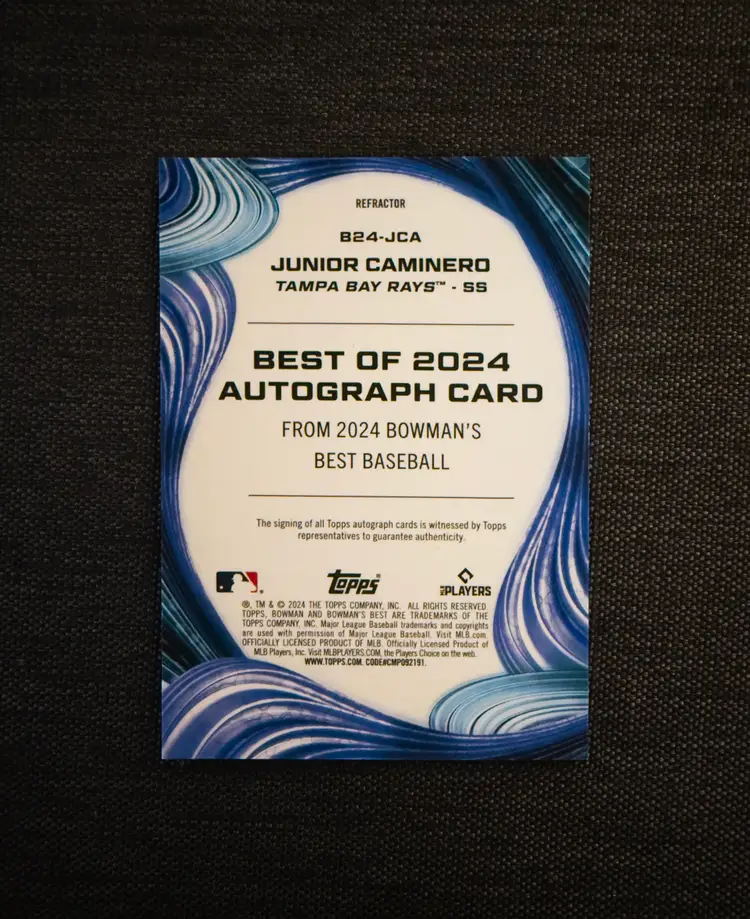 REFRACTOR
B24-JCA
JUNIOR CAMINERO
TAMPA BAY RAYS™ - SS
BEST OF 2024
AUTOGRAPH CARD
FROM 2024 BOWMAN'S
BEST BASEBALL
The signing of all Topps autograph cards is witnessed by Topps
representatives to guarantee authenticity.
Topps® PLAYERS
®, TM & © 2024 THE TOPPS COMPANY, INC. ALL RIGHTS RESERVED.
TOPPS, BOWMAN AND BOWMAN'S BEST ARE TRADEMARKS OF THE
TOPPS COMPANY, INC. Major League Baseball trademarks and copyrights
are used with permission of Major League Baseball. Visit MLB.com.
OFFICIALLY LICENSED PRODUCT OF MLB. Officially Licensed Product of
MLB Players, Inc. Visit MLBPLAYERS.COM, the Players Choice on the web.
WWW.TOPPS.COM. CODE#CMP092191.